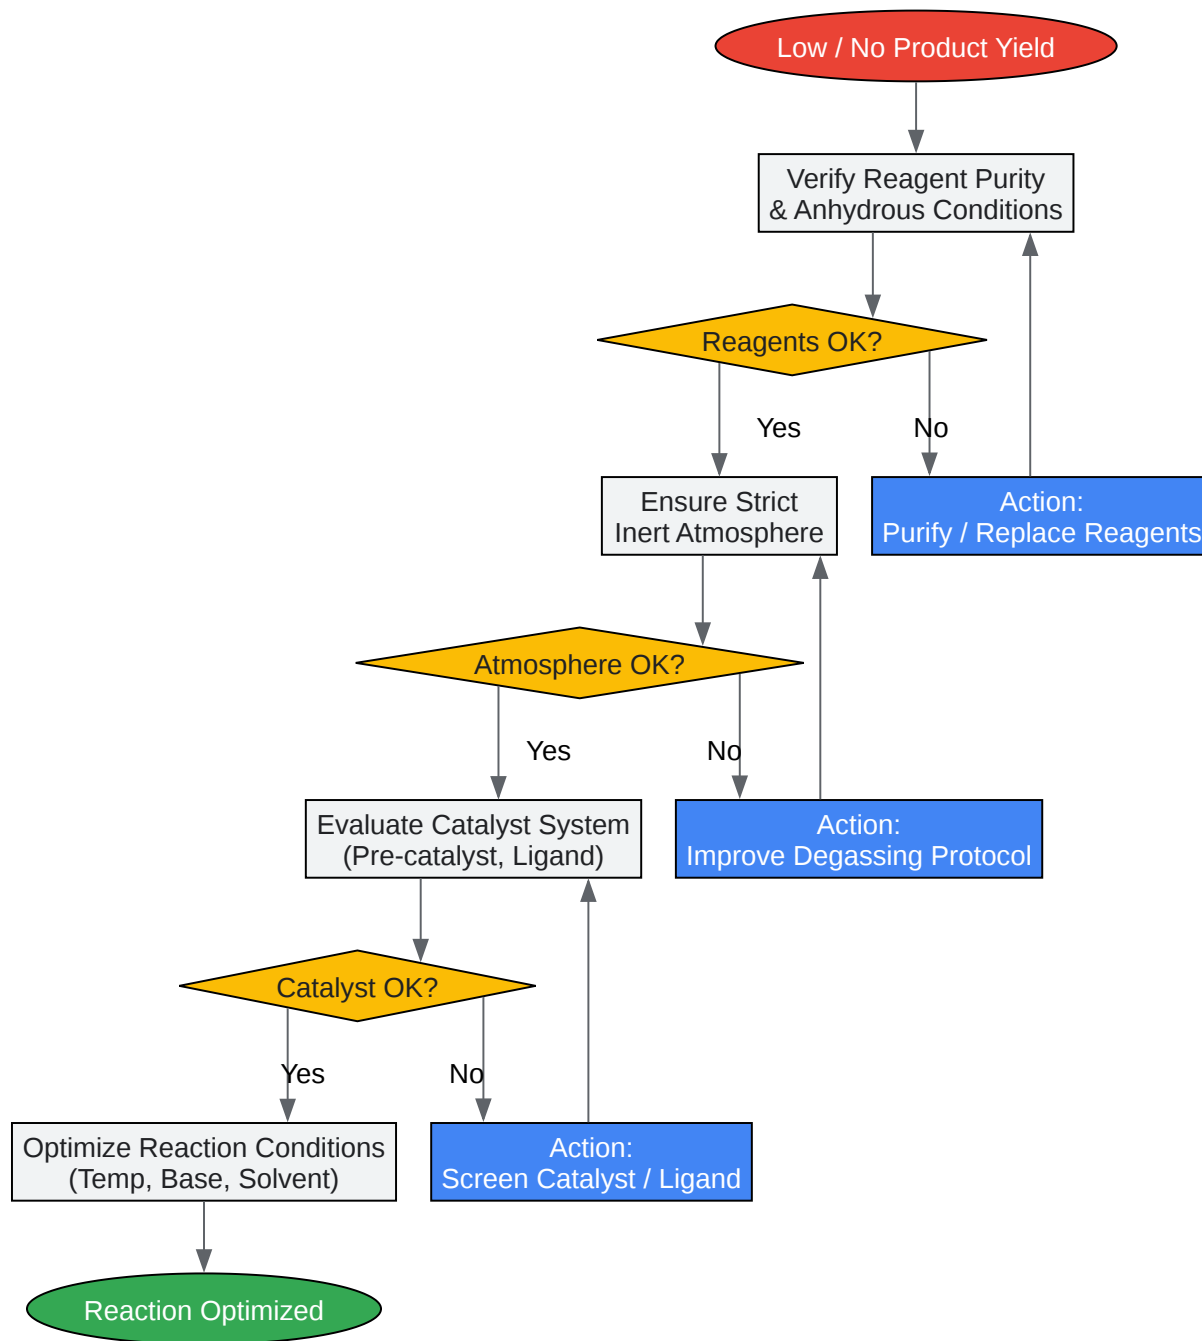 Low / No Product Yield
Verify Reagent Purity
& Anhydrous Conditions
Reagents OK?
Yes
No
Ensure Strict
Inert Atmosphere
Action:
Purify / Replace Reagents
Atmosphere OK?
Yes
No
Evaluate Catalyst System
(Pre-catalyst, Ligand)
Action:
Improve Degassing Protocol
Catalyst OK?
Yes
No
Optimize Reaction Conditions
(Temp, Base, Solvent)
Action:
Screen Catalyst / Ligand
Reaction Optimized